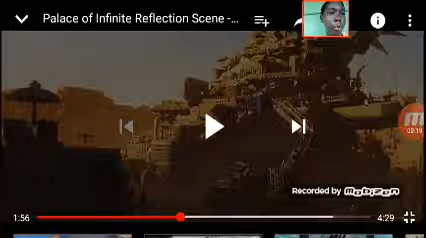 Palace of Infinite Reflection Scene -...
02:19
Recorded by mobizen
1:56
4:29